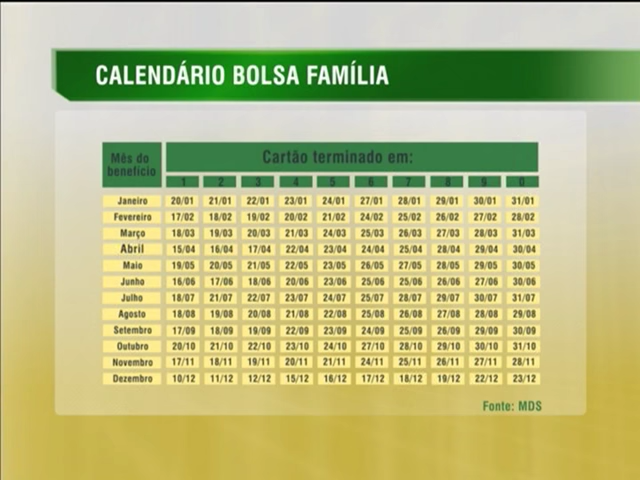 CALENDÁRIO BOLSA FAMÍLIA
Mês do benefício Cartão terminado em:
1 2 3 4 5 6 7 8 9 0
Janeiro 20/01 21/01 22/01 23/01 24/01 27/01 28/01 29/01 30/01 31/01
Fevereiro 17/02 18/02 19/02 20/02 21/02 24/02 25/02 26/02 27/02 28/02
Março 18/03 19/03 20/03 21/03 24/03 25/03 26/03 27/03 28/03 31/03
Abril 15/04 16/04 17/04 22/04 23/04 24/04 25/04 28/04 29/04 30/04
Maio 19/05 20/05 21/05 22/05 23/05 26/05 27/05 28/05 29/05 30/05
Junho 16/06 17/06 18/06 20/06 23/06 25/06 25/06 26/06 27/06 30/06
Julho 18/07 21/07 22/07 23/07 24/07 25/07 28/07 29/07 30/07 31/07
Agosto 18/08 19/08 20/08 21/08 22/08 25/08 26/08 27/08 28/08 29/08
Setembro 17/09 18/09 19/09 22/09 23/09 24/09 25/09 26/09 29/09 30/09
Outubro 20/10 21/10 22/10 23/10 24/10 27/10 28/10 29/10 30/10 31/10
Novembro 17/11 18/11 19/11 20/11 21/11 24/11 25/11 26/11 27/11 28/11
Dezembro 10/12 11/12 12/12 15/12 16/12 17/12 18/12 19/12 22/12 23/12
Fonte: MDS